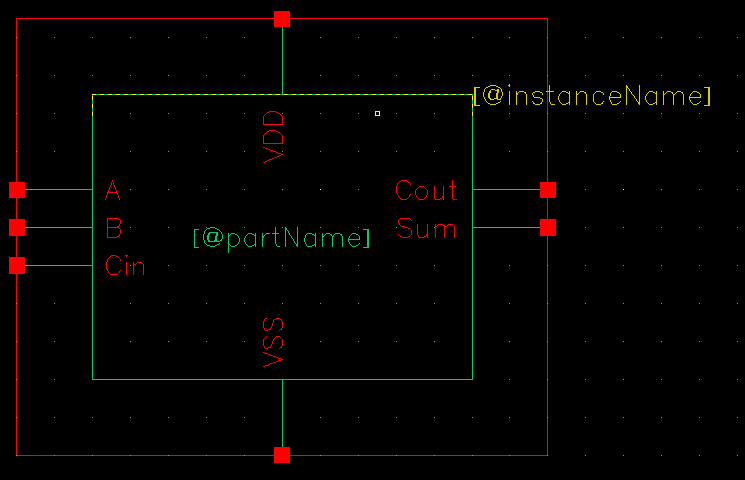 [@instanceName]
VDD
A
Cout
B
Sum
[@partName]
Cin
VSS